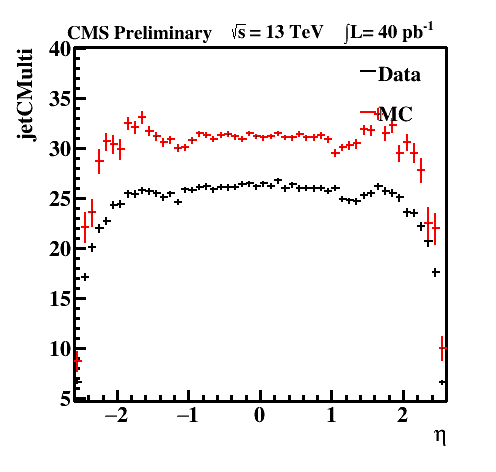 CMS Preliminary √s = 13 TeV ∫L= 40 pb-1
jetCMulti
40
35
30
25
20
15
10
5
Data
MC
−2 −1 0 1 2
η